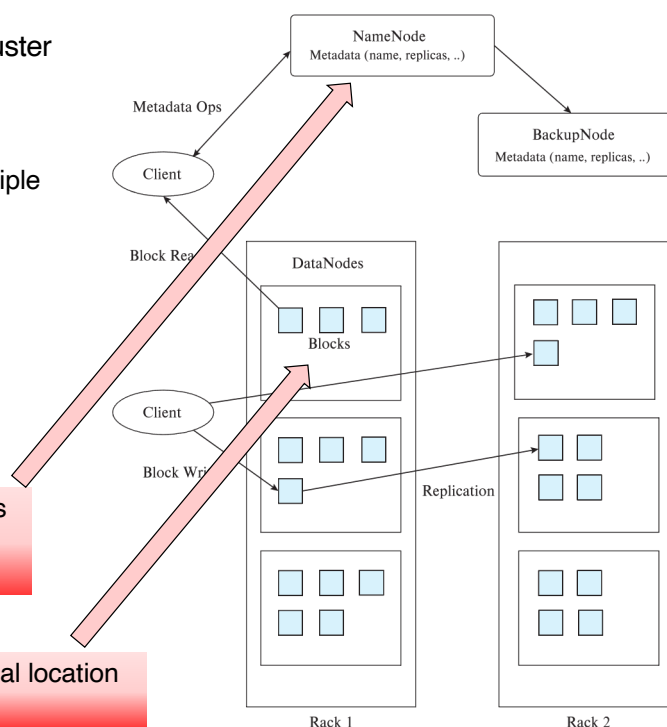 uster
iple
NameNode
Metadata (name, replicas, ..)
Metadata Ops
BackupNode
Metadata (name, replicas, ..)
Client
Block Rea
DataNodes
Blocks
Client
Block Wri
Replication
s
al location
Rack 1
Rack 2